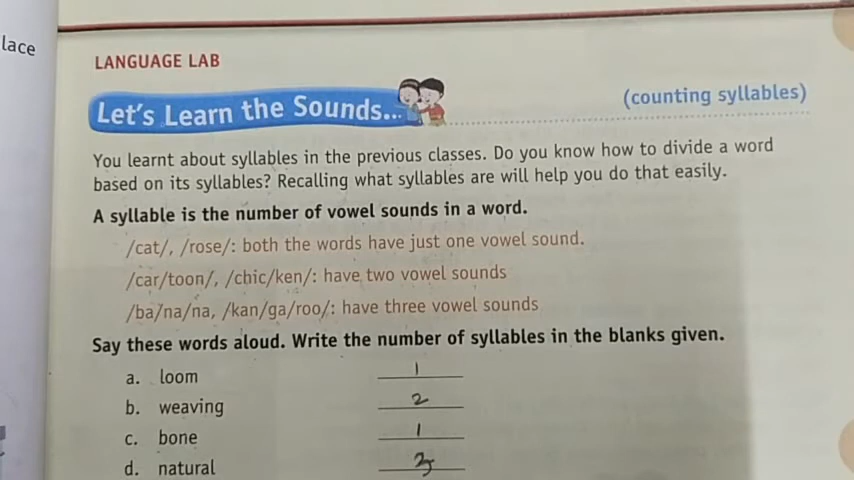 lace
LANGUAGE LAB
Let's Learn the Sounds...
(counting syllables)
You learnt about syllables in the previous classes. Do you know how to divide a word
based on its syllables? Recalling what syllables are will help you do that easily.
A syllable is the number of vowel sounds in a word.
/cat/, /rose/: both the words have just one vowel sound.
/car/toon/, /chic/ken/: have two vowel sounds
/ba/na/na, /kan/ga/roo/: have three vowel sounds
Say these words aloud. Write the number of syllables in the blanks given.
a. loom 1
b. weaving 2
c. bone 1
d. natural 3